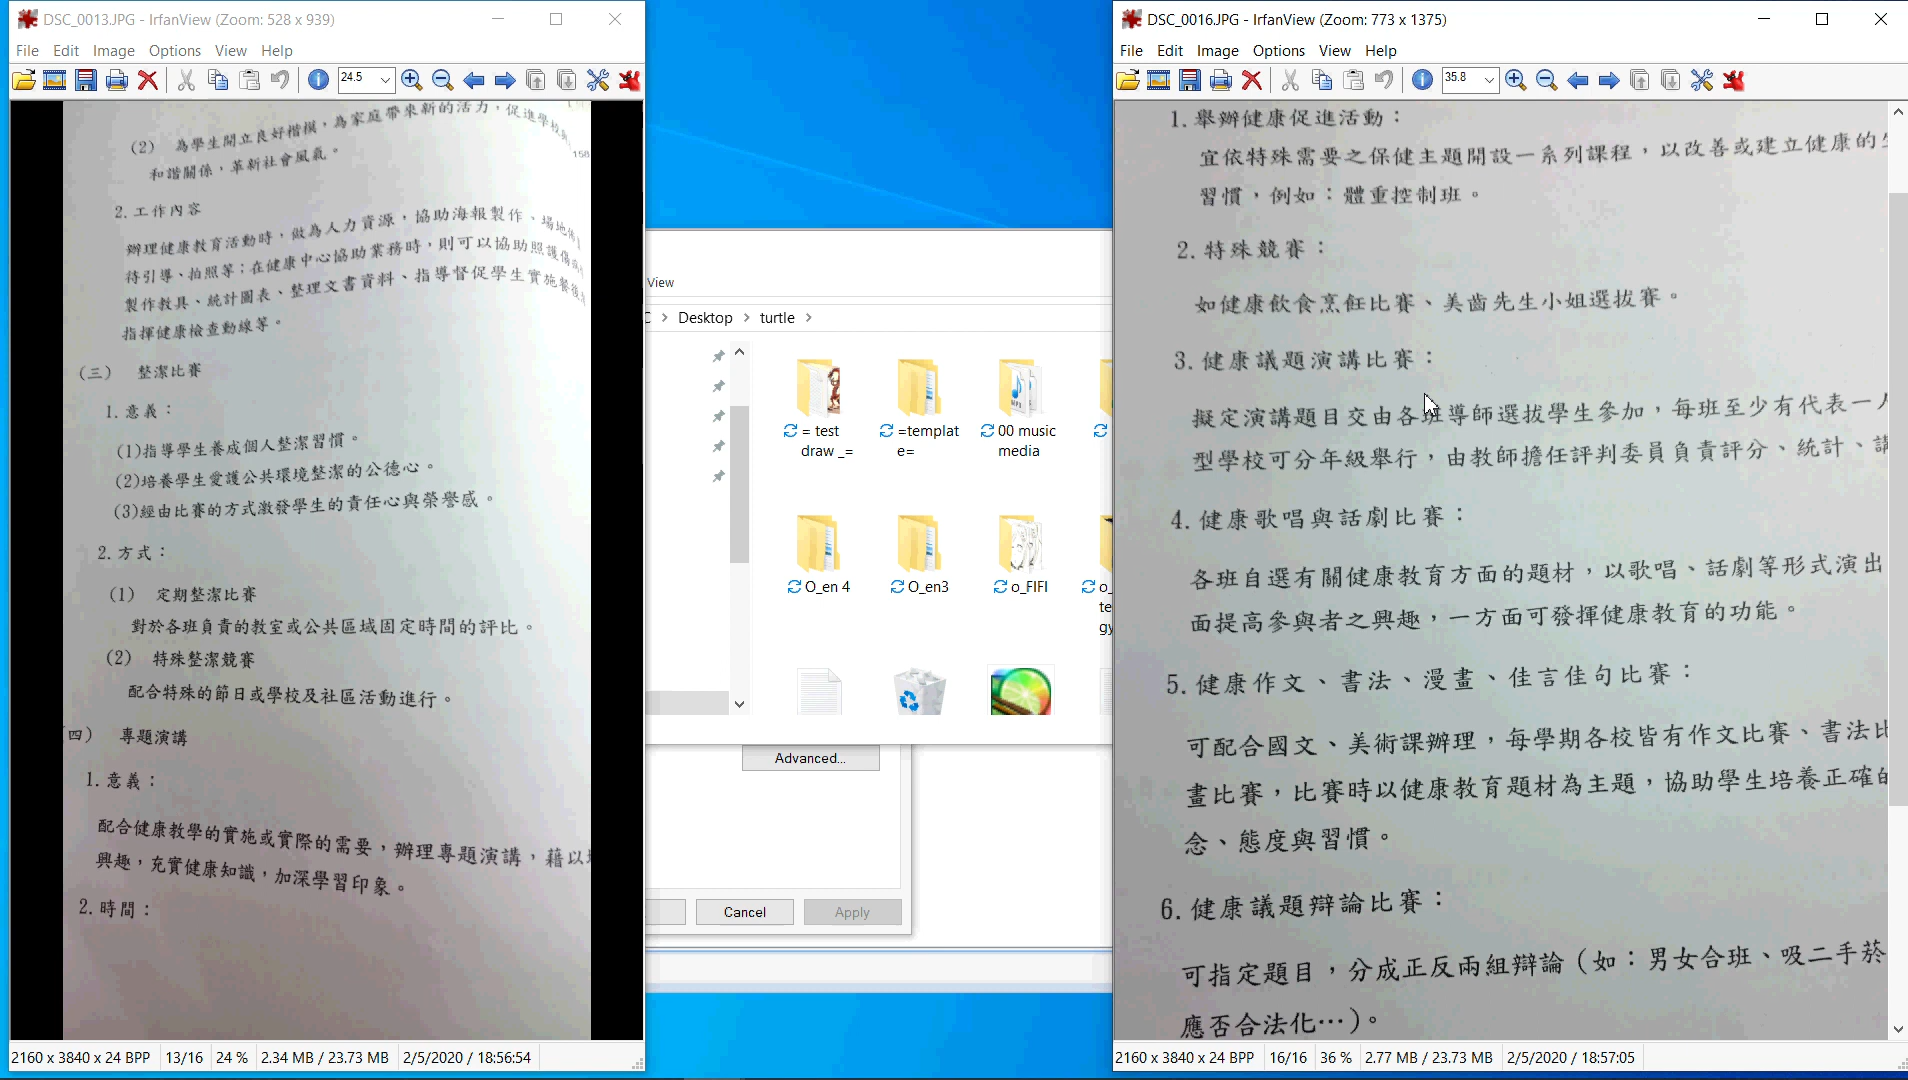 DSC_0013.JPG - IrfanView (Zoom: 528 x 939)
File Edit Image Options View Help
24.5
(2) 為學生開立良好楷模，為家庭帶來新的活力，促進學校
158
和諧關係，革新社會風氣。
2. 工作內容
辦理健康教育活動時，做為人力資源，協助海報製作、場地佈
待引導、拍照等；在健康中心協助業務時，則可以協助照護傷病
製作教具、統計圖表、整理文書資料、指導督促學生實施餐後
指揮健康檢查動線等。
(三) 整潔比賽
1. 意義：
(1)指導學生養成個人整潔習慣。
(2)培養學生愛護公共環境整潔的公德心。
(3)經由比賽的方式激發學生的責任心與榮譽感。
2. 方式：
(1) 定期整潔比賽
對於各班負責的教室或公共區域固定時間的評比。
(2) 特殊整潔競賽
配合特殊的節日或學校及社區活動進行。
四) 專題演講
1. 意義：
配合健康教學的實施或實際的需要，辦理專題演講，藉以
興趣，充實健康知識，加深學習印象。
2. 時間：
2160 x 3840 x 24 BPP 13/16 24 % 2.34 MB / 23.73 MB 2/5/2020 / 18:56:54
View
Desktop > turtle >
= test draw _=
=templat e=
00 music media
O_en 4
O_en3
o_FIFI
o_
te
gy
Advanced...
Cancel
Apply
DSC_0016.JPG - IrfanView (Zoom: 773 x 1375)
File Edit Image Options View Help
35.8
1. 舉辦健康促進活動：
宜依特殊需要之保健主題開設一系列課程，以改善或建立健康的生
習慣，例如：體重控制班。
2. 特殊競賽：
如健康飲食烹飪比賽、美齒先生小姐選拔賽。
3. 健康議題演講比賽：
擬定演講題目交由各班導師選拔學生參加，每班至少有代表一人
型學校可分年級舉行，由教師擔任評判委員負責評分、統計、講
4. 健康歌唱與話劇比賽：
各班自選有關健康教育方面的題材，以歌唱、話劇等形式演出
面提高參與者之興趣，一方面可發揮健康教育的功能。
5. 健康作文、書法、漫畫、佳言佳句比賽：
可配合國文、美術課辦理，每學期各校皆有作文比賽、書法比
畫比賽，比賽時以健康教育題材為主題，協助學生培養正確的
念、態度與習慣。
6. 健康議題辯論比賽：
可指定題目，分成正反兩組辯論（如：男女合班、吸二手菸
應否合法化…）。
2160 x 3840 x 24 BPP 16/16 36 % 2.77 MB / 23.73 MB 2/5/2020 / 18:57:05